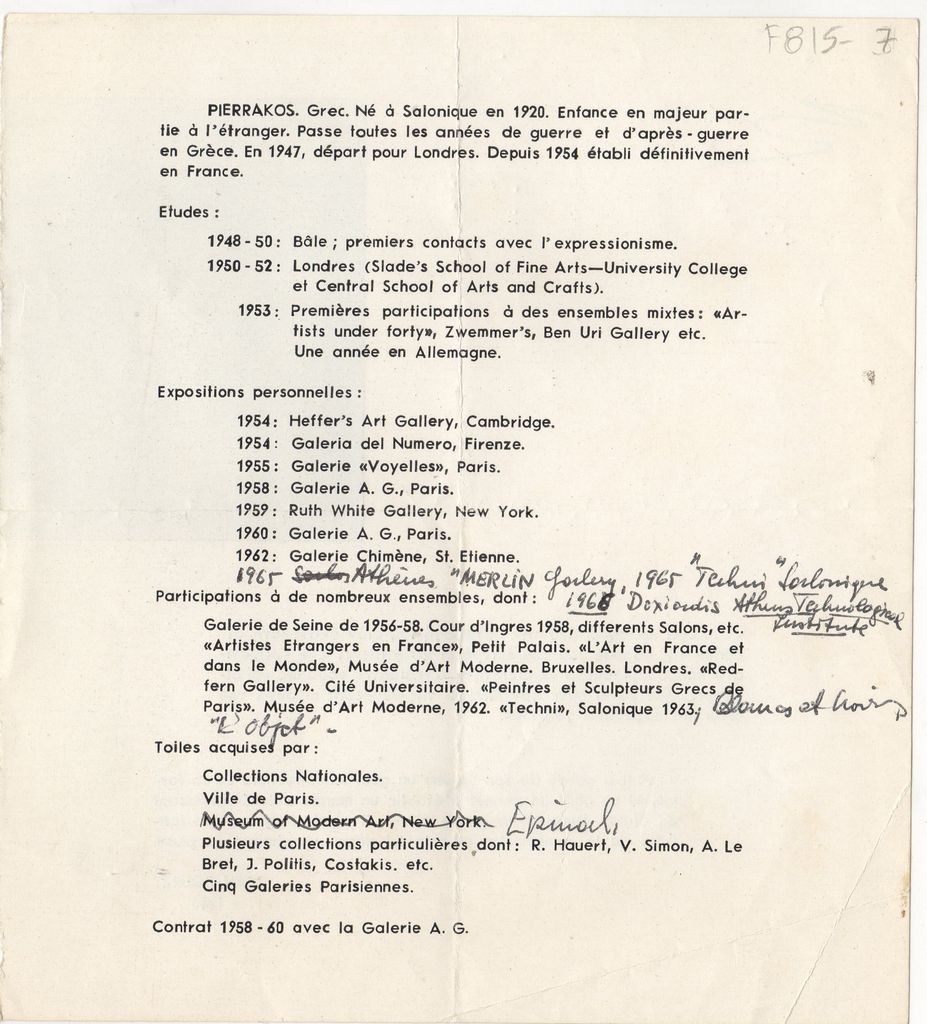 F815- 7
PIERRAKOS. Grec. Né à Salonique en 1920. Enfance en majeur par-
tie à l'étranger. Passe toutes les années de guerre et d'après - guerre
en Grèce. En 1947, départ pour Londres. Depuis 1954 établi définitivement
en France.
Etudes :
1948 - 50 : Bâle ; premiers contacts avec l'expressionisme.
1950 - 52 : Londres (Slade's School of Fine Arts—University College
et Central School of Arts and Crafts).
1953 : Premières participations à des ensembles mixtes : «Ar-
tists under forty», Zwemmer's, Ben Uri Gallery etc.
Une année en Allemagne.
Expositions personnelles :
1954 : Heffer's Art Gallery, Cambridge.
1954 : Galeria del Numero, Firenze.
1955 : Galerie «Voyelles», Paris.
1958 : Galerie A. G., Paris.
1959 : Ruth White Gallery, New York.
1960 : Galerie A. G., Paris.
1962 : Galerie Chimène, St. Etienne.
1965 Athènes "MERLIN Gallery, 1965 "Techni" Salonique
Participations à de nombreux ensembles, dont : 1966 Doxiadis Athens Technological
Institute
Galerie de Seine de 1956-58. Cour d'Ingres 1958, differents Salons, etc.
«Artistes Etrangers en France», Petit Palais. «L'Art en France et
dans le Monde», Musée d'Art Moderne. Bruxelles. Londres. «Red-
fern Gallery». Cité Universitaire. «Peintres et Sculpteurs Grecs de
Paris». Musée d'Art Moderne, 1962. «Techni», Salonique 1963, et Noir
"L'objet" -
Toiles acquises par :
Collections Nationales.
Ville de Paris.
Museum of Modern Art, New York. Epinal,
Plusieurs collections particulières dont : R. Hauert, V. Simon, A. Le
Bret, J. Politis, Costakis. etc.
Cinq Galeries Parisiennes.
Contrat 1958 - 60 avec la Galerie A. G.